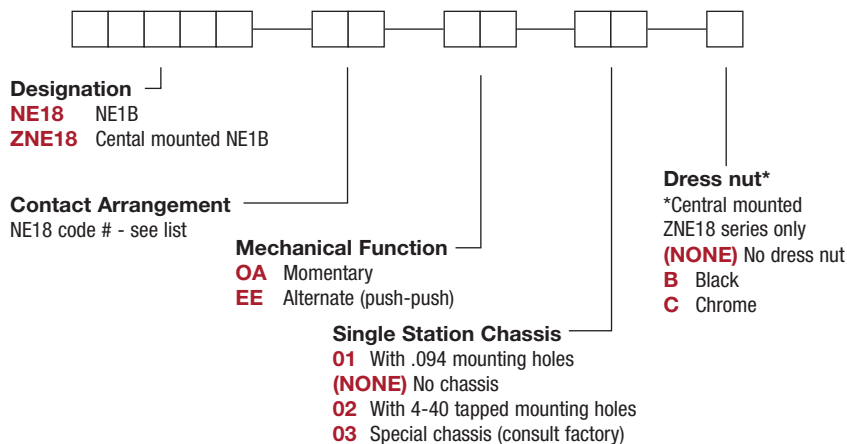 Designation
NE18 NE1B
ZNE18 Cental mounted NE1B
Contact Arrangement
NE18 code # - see list
Mechanical Function
OA Momentary
EE Alternate (push-push)
Single Station Chassis
01 With .094 mounting holes
(NONE) No chassis
02 With 4-40 tapped mounting holes
03 Special chassis (consult factory)
Dress nut*
*Central mounted
ZNE18 series only
(NONE) No dress nut
B Black
C Chrome